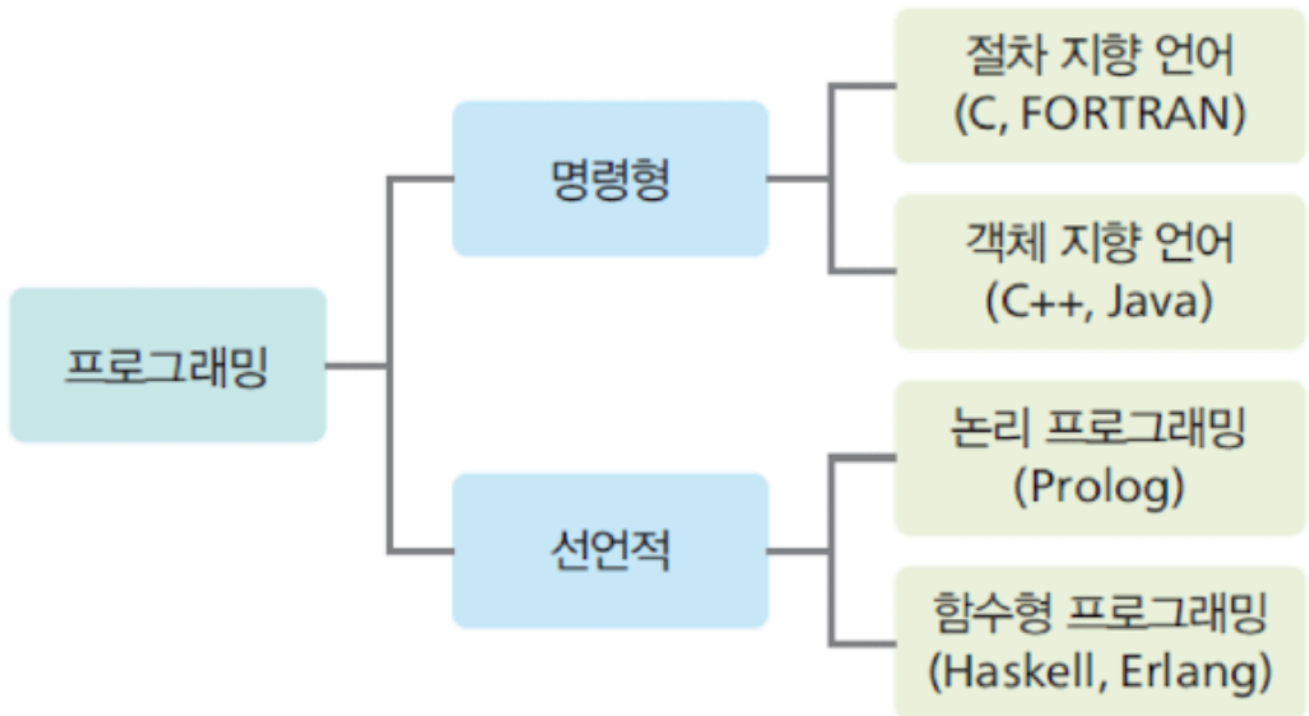 프로그래밍
명령형
절차 지향 언어
(C, FORTRAN)
객체 지향 언어
(C++, Java)
선언적
논리 프로그래밍
(Prolog)
함수형 프로그래밍
(Haskell, Erlang)